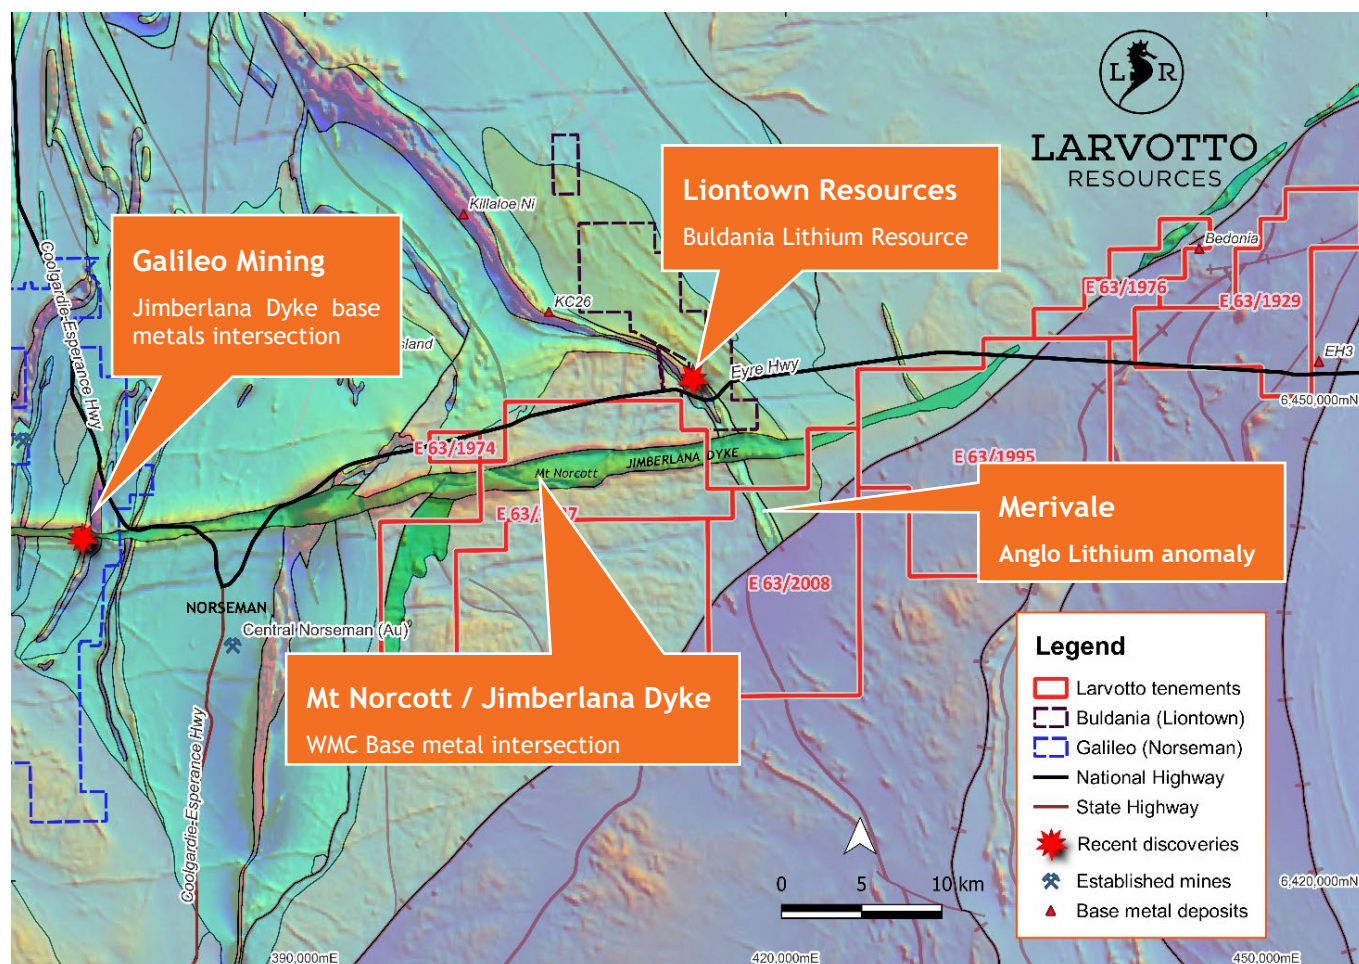 L R
LARVOTTO
RESOURCES
Killaloe Ni
Liontown Resources
Buldania Lithium Resource
Bedonia
Galileo Mining
Jimberlana Dyke base
metals intersection
Coolgardie-Esperance Hwy
KC26
E 63/1976
E 63/1929
EH3
Eyre Hwy
6,450,000mN
E 63/1974
JIMBERLANA DYKE
Mt Norcott
E 63/1995
Merivale
Anglo Lithium anomaly
E 63/2008
NORSEMAN
Central Norseman (Au)
Mt Norcott / Jimberlana Dyke
WMC Base metal intersection
Coolgardie-Esperance Hwy
Legend
Larvotto tenements
Buldania (Liontown)
Galileo (Norseman)
National Highway
State Highway
Recent discoveries
Established mines
Base metal deposits
0 5 10 km
6,420,000mN
390,000mE
420,000mE
450,000mE